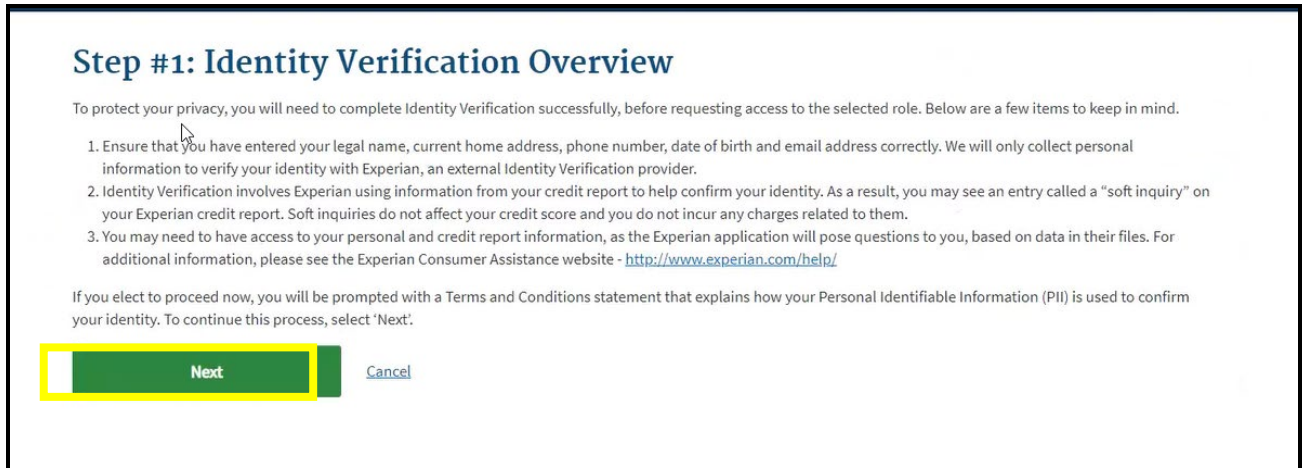 Step #1: Identity Verification Overview
To protect your privacy, you will need to complete Identity Verification successfully, before requesting access to the selected role. Below are a few items to keep in mind.
1. Ensure that you have entered your legal name, current home address, phone number, date of birth and email address correctly. We will only collect personal
information to verify your identity with Experian, an external Identity Verification provider.
2. Identity Verification involves Experian using information from your credit report to help confirm your identity. As a result, you may see an entry called a “soft inquiry” on
your Experian credit report. Soft inquiries do not affect your credit score and you do not incur any charges related to them.
3. You may need to have access to your personal and credit report information, as the Experian application will pose questions to you, based on data in their files. For
additional information, please see the Experian Consumer Assistance website - http://www.experian.com/help/
If you elect to proceed now, you will be prompted with a Terms and Conditions statement that explains how your Personal Identifiable Information (PII) is used to confirm
your identity. To continue this process, select ‘Next’.
Next Cancel